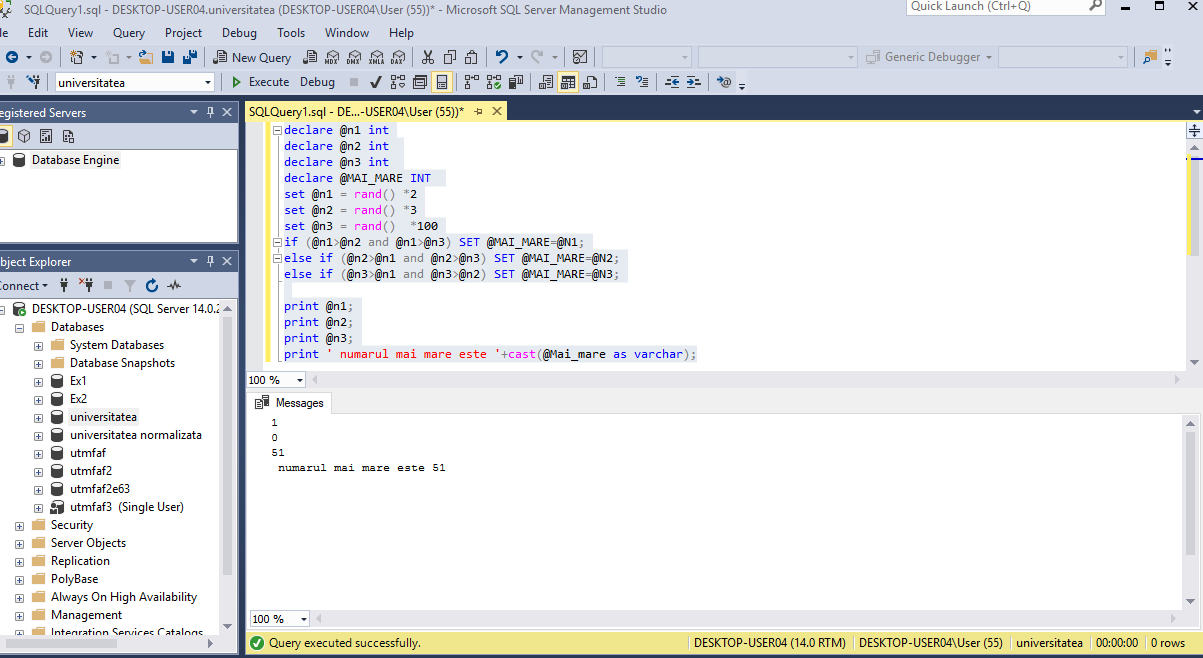 SQLQuery1.sql - DESKTOP-USER04.universitatea (DESKTOP-USER04\User (55))* - Microsoft SQL Server Management Studio
Quick Launch (Ctrl+Q)
le Edit View Query Project Debug Tools Window Help
New Query
MDX DMX XMLA DAX
Generic Debugger
universitatea
Execute Debug
egistered Servers
Database Engine
bject Explorer
onnect
DESKTOP-USER04 (SQL Server 14.0.2
Databases
System Databases
Database Snapshots
Ex1
Ex2
universitatea
universitatea normalizata
utmfaf
utmfaf2
utmfaf2e63
utmfaf3 (Single User)
Security
Server Objects
Replication
PolyBase
Always On High Availability
Management
Integration Services Catalogs
SQLQuery1.sql - DE...-USER04\User (55))*
declare @n1 int
declare @n2 int
declare @n3 int
declare @MAI_MARE INT
set @n1 = rand() *2
set @n2 = rand() *3
set @n3 = rand()  *100
if (@n1>@n2 and @n1>@n3) SET @MAI_MARE=@N1;
else if (@n2>@n1 and @n2>@n3) SET @MAI_MARE=@N2;
else if (@n3>@n1 and @n3>@n2) SET @MAI_MARE=@N3;
print @n1;
print @n2;
print @n3;
print ' numarul mai mare este '+cast(@Mai_mare as varchar);
100 %
Messages
1
0
51
numarul mai mare este 51
100 %
Query executed successfully.
DESKTOP-USER04 (14.0 RTM) DESKTOP-USER04\User (55) universitatea 00:00:00 0 rows